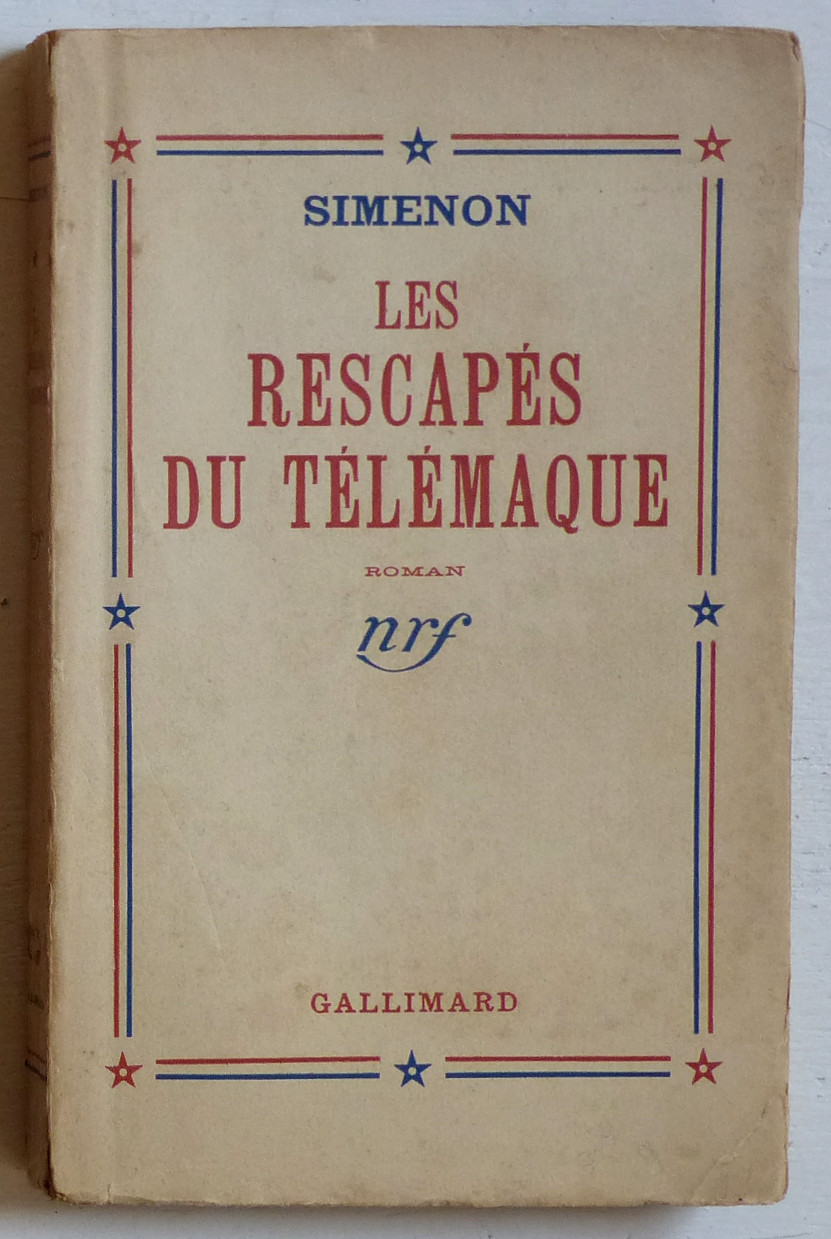 SIMENON
LES
RESCAPÉS
DU TÉLÉMAQUE
ROMAN
nrf
GALLIMARD